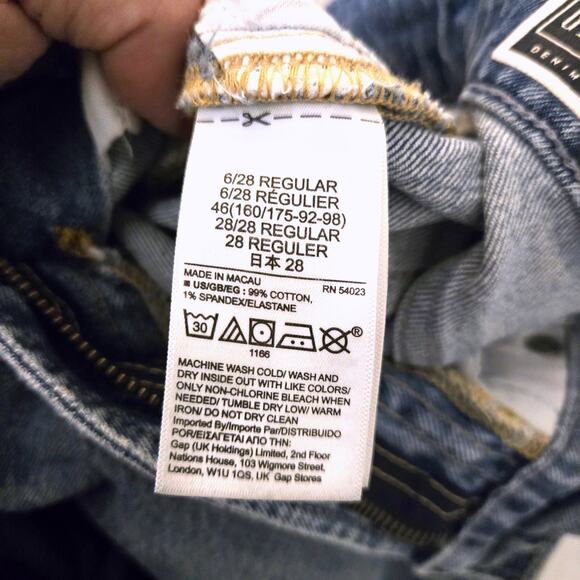 6/28 REGULAR
6/28 RÉGULIER
46(160/175-92-98)
28/28 REGULAR
28 REGULER
日本 28
MADE IN MACAU RN 54023
■ US/GB/EG : 99% COTTON,
1% SPANDEX/ELASTANE
30 ®
1166
MACHINE WASH COLD/ WASH AND
DRY INSIDE OUT WITH LIKE COLORS/
ONLY NON-CHLORINE BLEACH WHEN
NEEDED/ TUMBLE DRY LOW/ WARM
IRON/ DO NOT DRY CLEAN
Imported By/Importe Par/DISTRIBUIDO
POR/ΕΙΣΑΓΕΤΑΙ ΑΠΟ ΤΗΝ:
Gap (UK Holdings) Limited, 2nd Floor
Nations House, 103 Wigmore Street,
London, W1U 1QS, UK Gap Stores